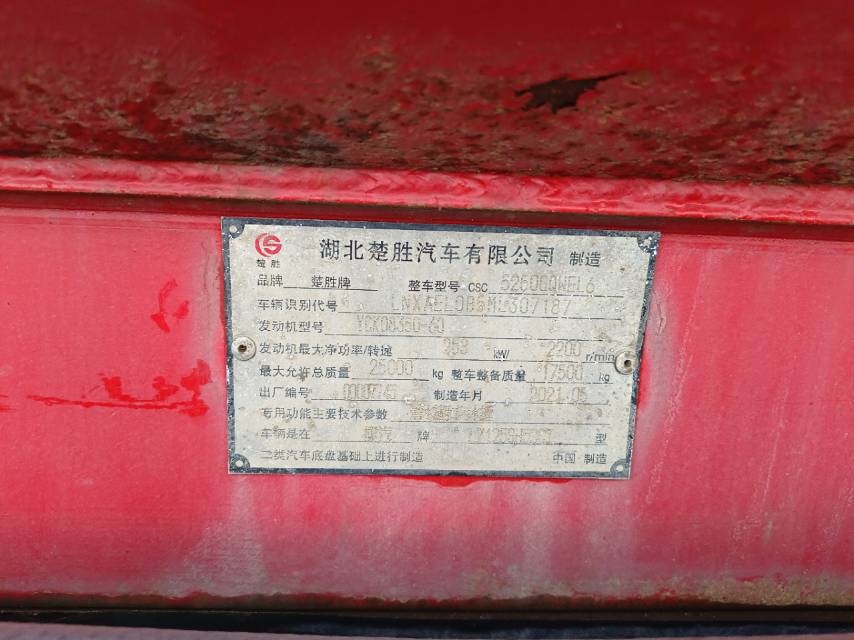 湖北楚胜汽车有限公司 制造
楚胜
品牌 楚胜牌 整车型号 CSC 5250GQWEL6
车辆识别代号
发动机型号
发动机最大净功率/转速 353 kW 2200 r/min
最大允许总质量 25000 kg 整车整备质量 17500 kg
出厂编号 制造年月 2021.05
专用功能主要技术参数
车辆是在 牌 型
二类汽车底盘基础上进行制造 中国 制造